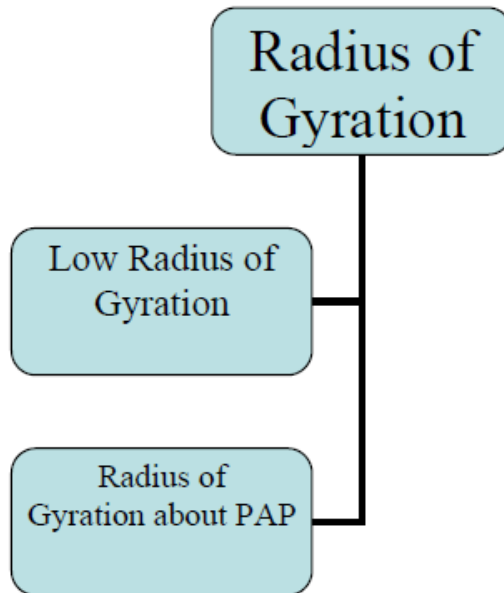 Radius of
Gyration
Low Radius of
Gyration
Radius of
Gyration about PAP